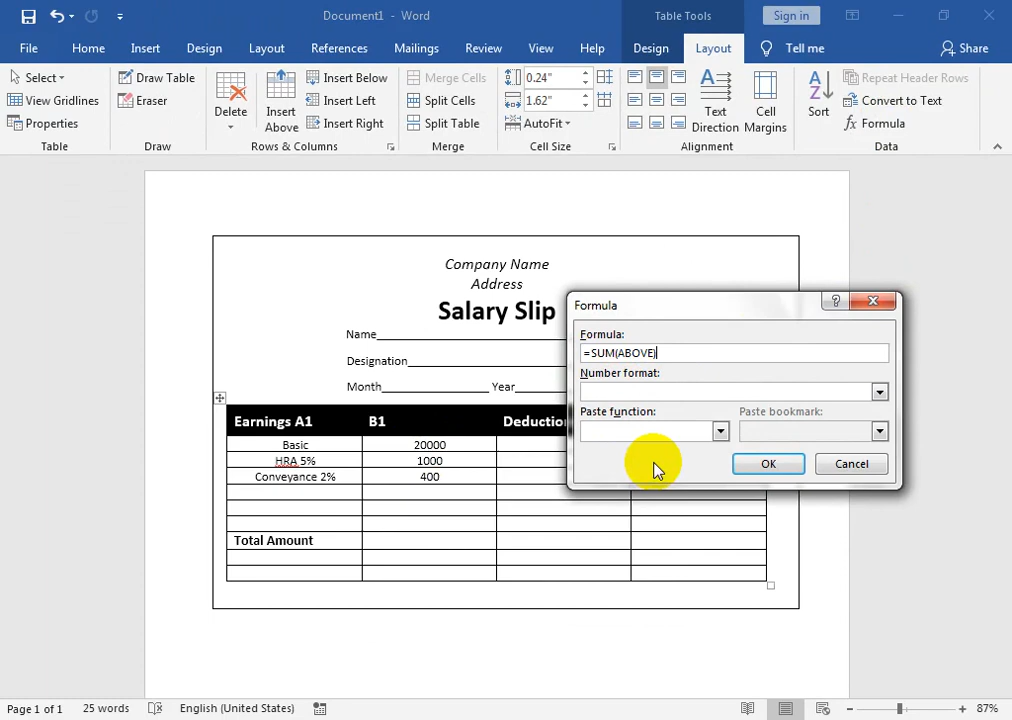 Document1 - Word
Table Tools
Sign in
File Home Insert Design Layout References Mailings Review View Help Design Layout Tell me Share
Select Draw Table Delete Insert Above Insert Below Merge Cells 0.24" Text Direction Cell Margins Sort Repeat Header Rows
View Gridlines Eraser Insert Left Split Cells 1.62" Convert to Text
Properties Insert Right Split Table AutoFit fx Formula
Table Draw Rows & Columns Merge Cell Size Alignment Data
Company Name
Address
Salary Slip
Name
Designation
Month Year
Earnings A1 B1 Deduction
Basic 20000
HRA 5% 1000
Conveyance 2% 400
Total Amount
Formula
Formula:
=SUM(ABOVE)
Number format:
Paste function: Paste bookmark:
OK Cancel
Page 1 of 1 25 words English (United States) 87%